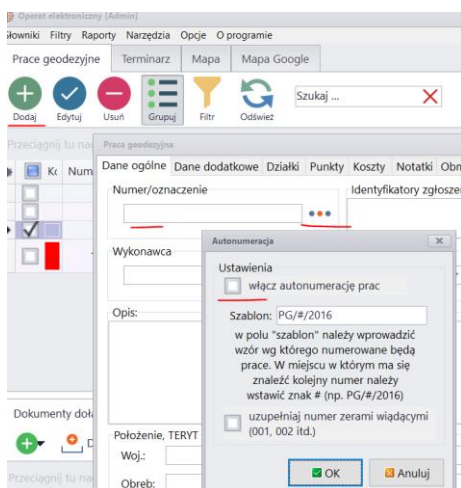 Operat elektroniczny [Admin]
Słowniki Filtry Raporty Narzędzia Opcje O programie
Prace geodezyjne Terminarz Mapa Mapa Google
Dodaj Edytuj Usuń Grupuj Filtr Odśwież Szukaj ...
Przeciągnij tu na
Praca geodezyjna
Num
Dane ogólne Dane dodatkowe Działki Punkty Koszty Notatki
Numer/oznaczenie
Identyfikatory
Wykonawca
Opis:
Autonumeracja
Ustawienia
włącz autonumerację prac
Szablon: PG/#/2016
w polu "szablon" należy wprowadzić
wzór wg którego numerowane będą
prace. W miejscu w którym ma się
znaleźć kolejny numer należy
wstawić znak # (np. PG/#/2016)
uzupełniaj numer zerami wiądącymi
(001, 002 itd.)
OK Anuluj
Dokumenty
Położenie, TERYT
Woj.:
Obręb:
Przeciągnij tu na